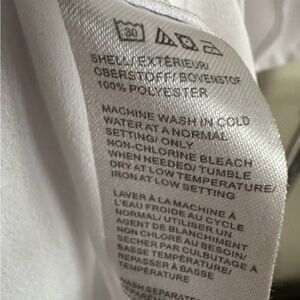 30
SHELL/ EXTÉRIEUR/
OBERSTOFF/ BOVENSTOF
100% POLYESTER
MACHINE WASH IN COLD
WATER AT A NORMAL
SETTING/ ONLY
NON-CHLORINE BLEACH
WHEN NEEDED/ TUMBLE
DRY AT LOW TEMPERATURE/
IRON AT LOW SETTING
LAVER À LA MACHINE À
L'EAU FROIDE AU CYCLE
NORMAL/ UTILISER UN
AGENT DE BLANCHIMENT
NON CHLORÉ AU BESOIN/
SÉCHER PAR CULBUTAGE À
BASSE TEMPÉRATURE/
REPASSER À BASSE
TEMPÉRATURE